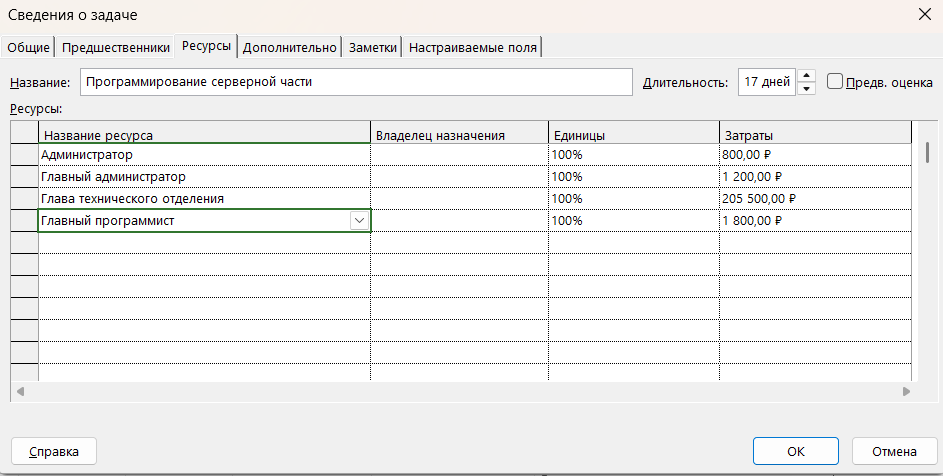 Сведения о задаче
Общие Предшественники Ресурсы Дополнительно Заметки Настраиваемые поля
Название: Программирование серверной части Длительность: 17 дней Предв. оценка
Ресурсы:
Название ресурса Владелец назначения Единицы Затраты
Администратор 100% 800,00 ₽
Главный администратор 100% 1 200,00 ₽
Глава технического отделения 100% 205 500,00 ₽
Главный программист 100% 1 800,00 ₽
Справка ОК Отмена